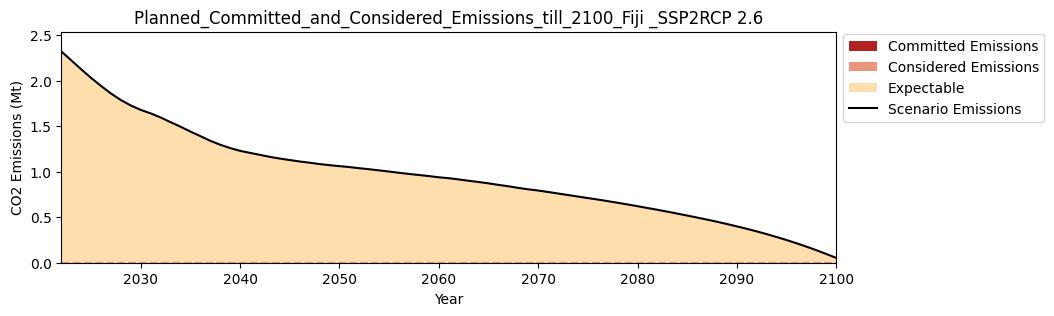 Planned_Committed_and_Considered_Emissions_till_2100_Fiji _SSP2RCP 2.6
CO2 Emissions (Mt)
2.5
2.0
1.5
1.0
0.5
0.0
2030 2040 2050 2060 2070 2080 2090 2100
Year
Committed Emissions
Considered Emissions
Expectable
Scenario Emissions